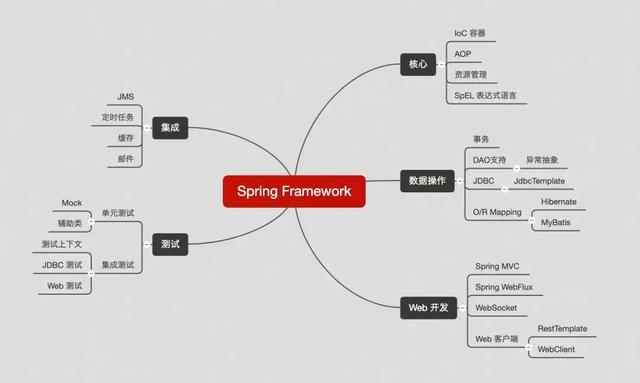 Spring Framework
核心
IoC 容器
AOP
资源管理
SpEL 表达式语言
数据操作
事务
DAO支持
异常抽象
JDBC
JdbcTemplate
O/R Mapping
Hibernate
MyBatis
Web 开发
Spring MVC
Spring WebFlux
WebSocket
Web 客户端
RestTemplate
WebClient
集成
JMS
定时任务
缓存
邮件
测试
单元测试
Mock
辅助类
集成测试
测试上下文
JDBC 测试
Web 测试